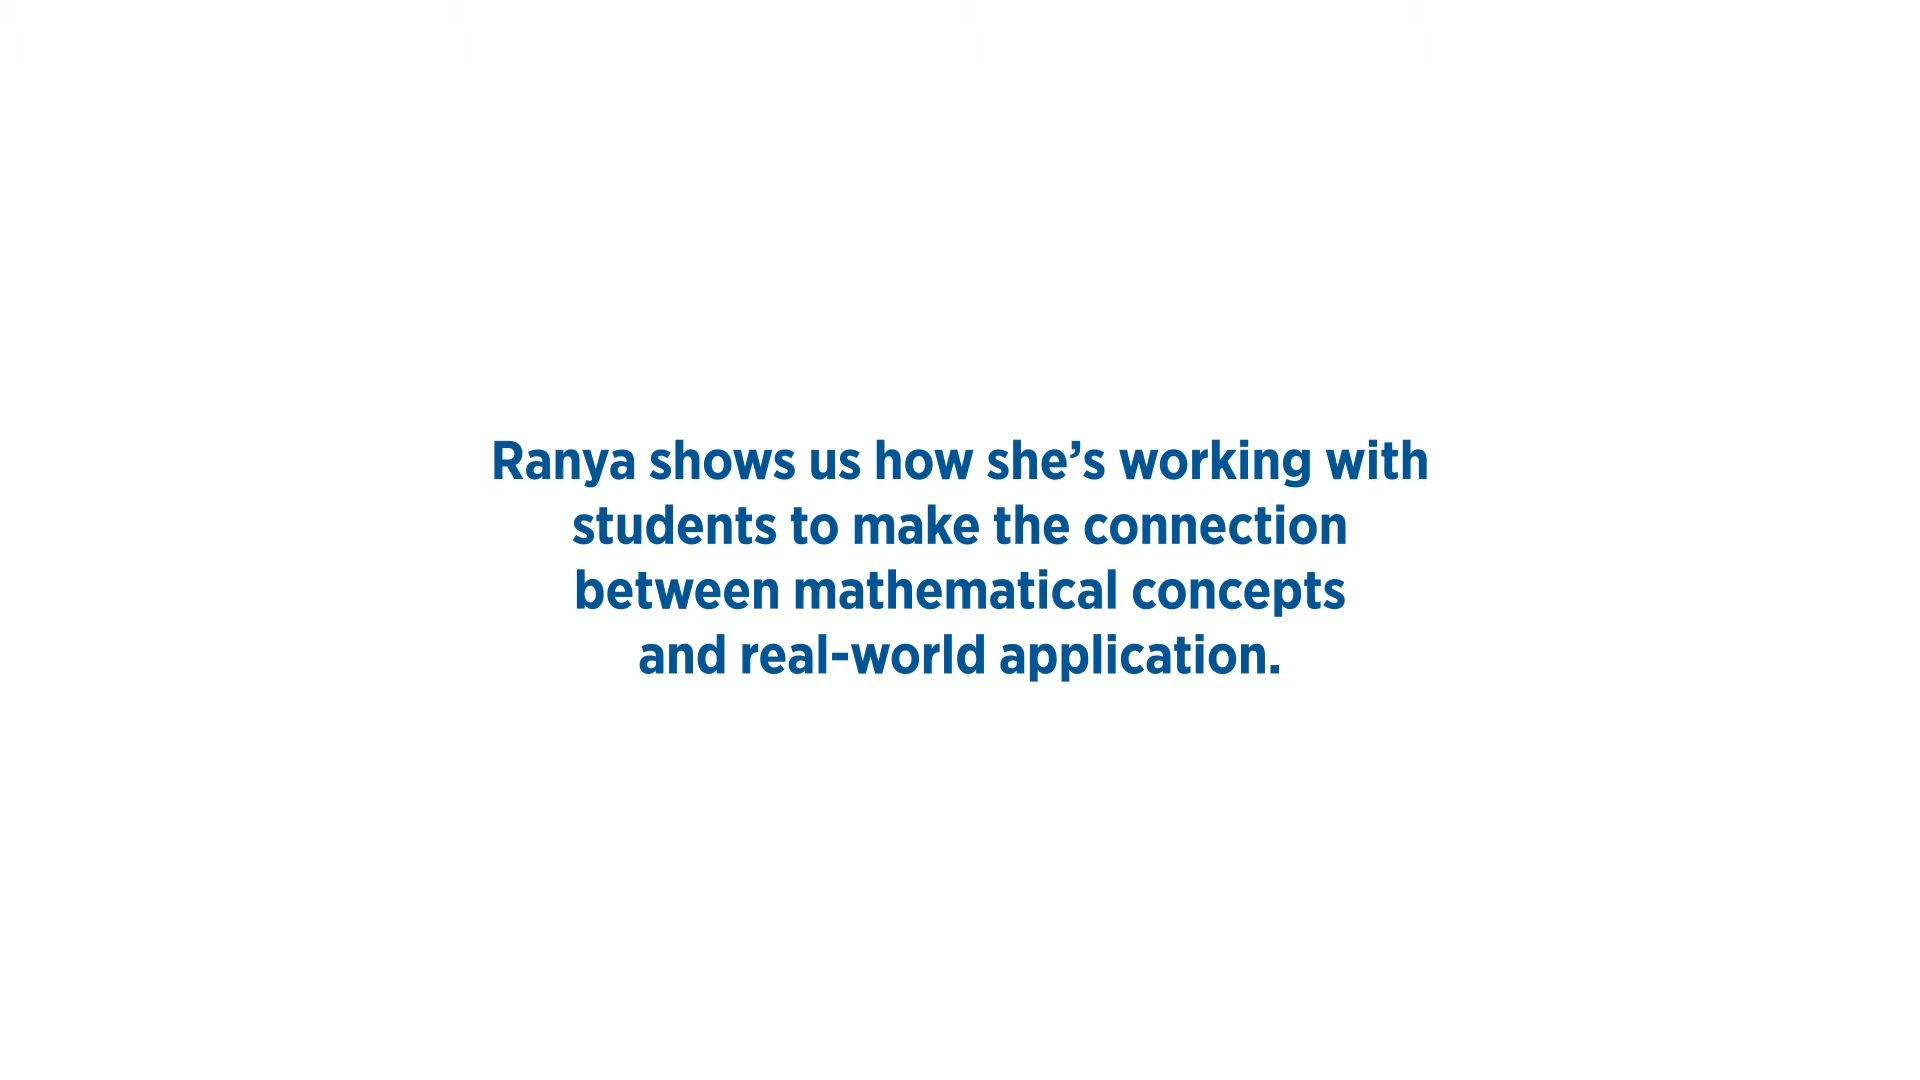 Ranya shows us how she’s working with
students to make the connection
between mathematical concepts
and real-world application.